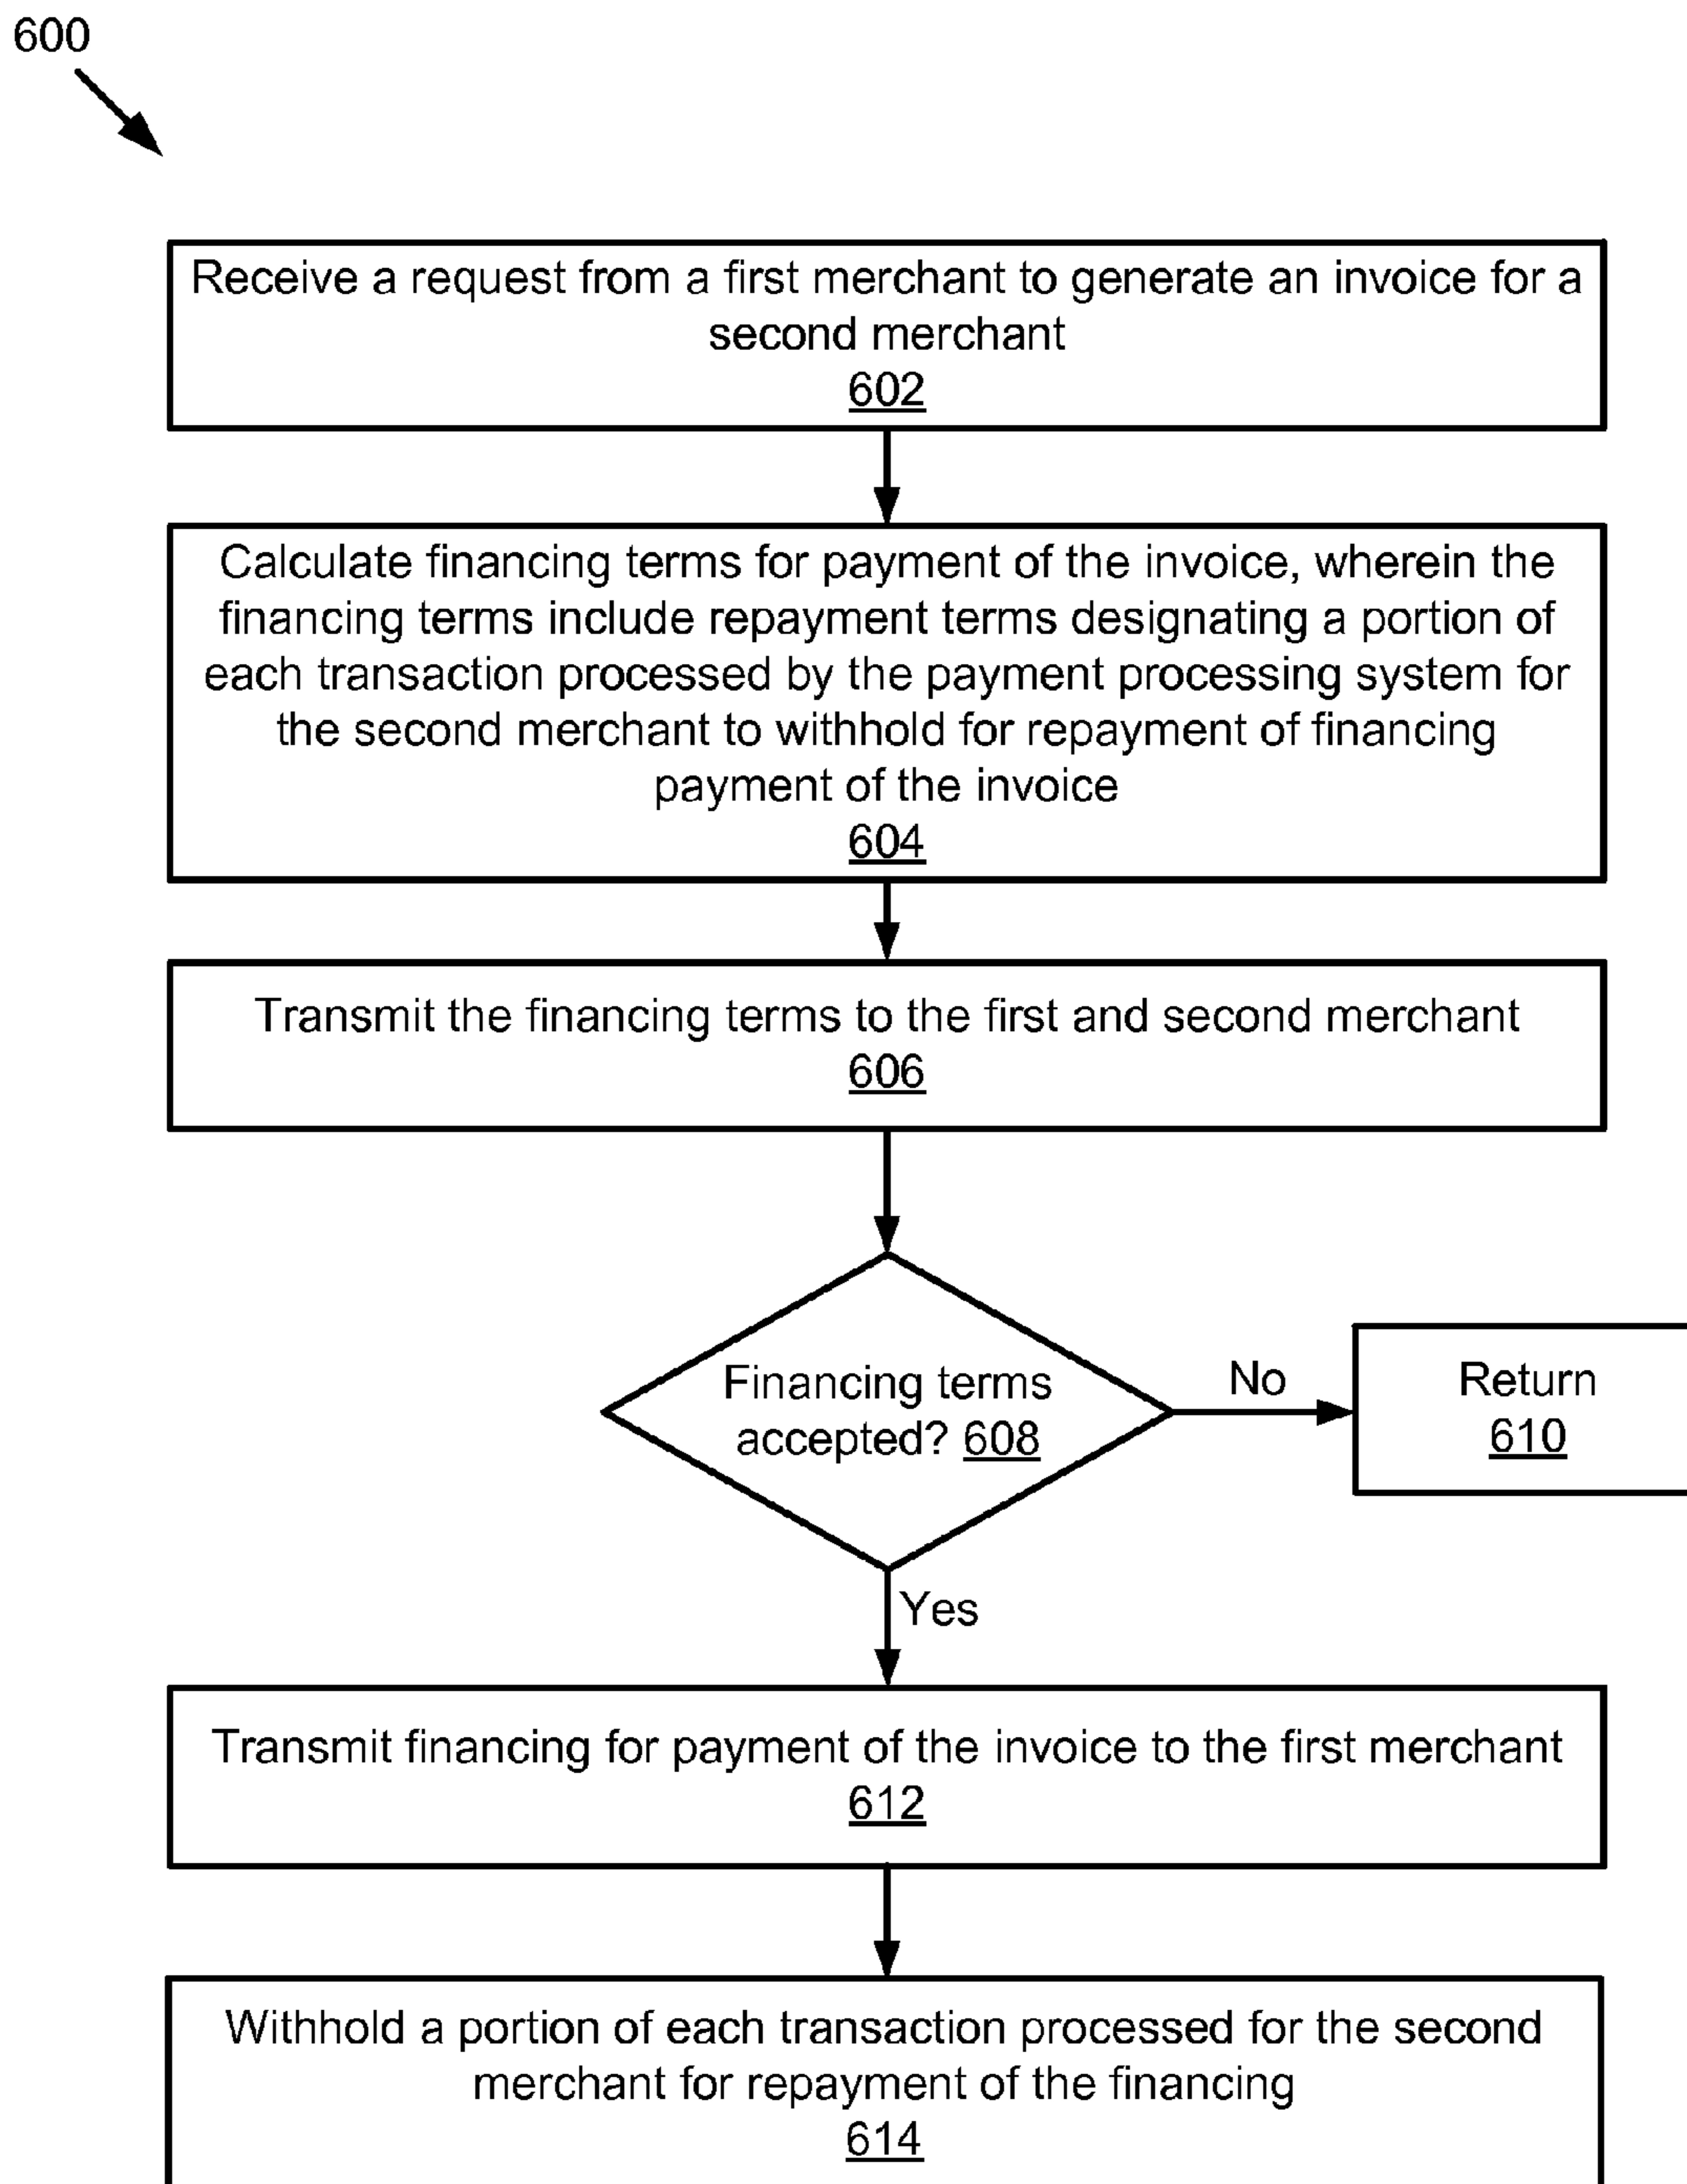 600
Receive a request from a first merchant to generate an invoice for a
second merchant
602
Calculate financing terms for payment of the invoice, wherein the
financing terms include repayment terms designating a portion of
each transaction processed by the payment processing system for
the second merchant to withhold for repayment of financing
payment of the invoice
604
Transmit the financing terms to the first and second merchant
606
Financing terms
accepted? 608
No
Return
610
Yes
Transmit financing for payment of the invoice to the first merchant
612
Withhold a portion of each transaction processed for the second
merchant for repayment of the financing
614